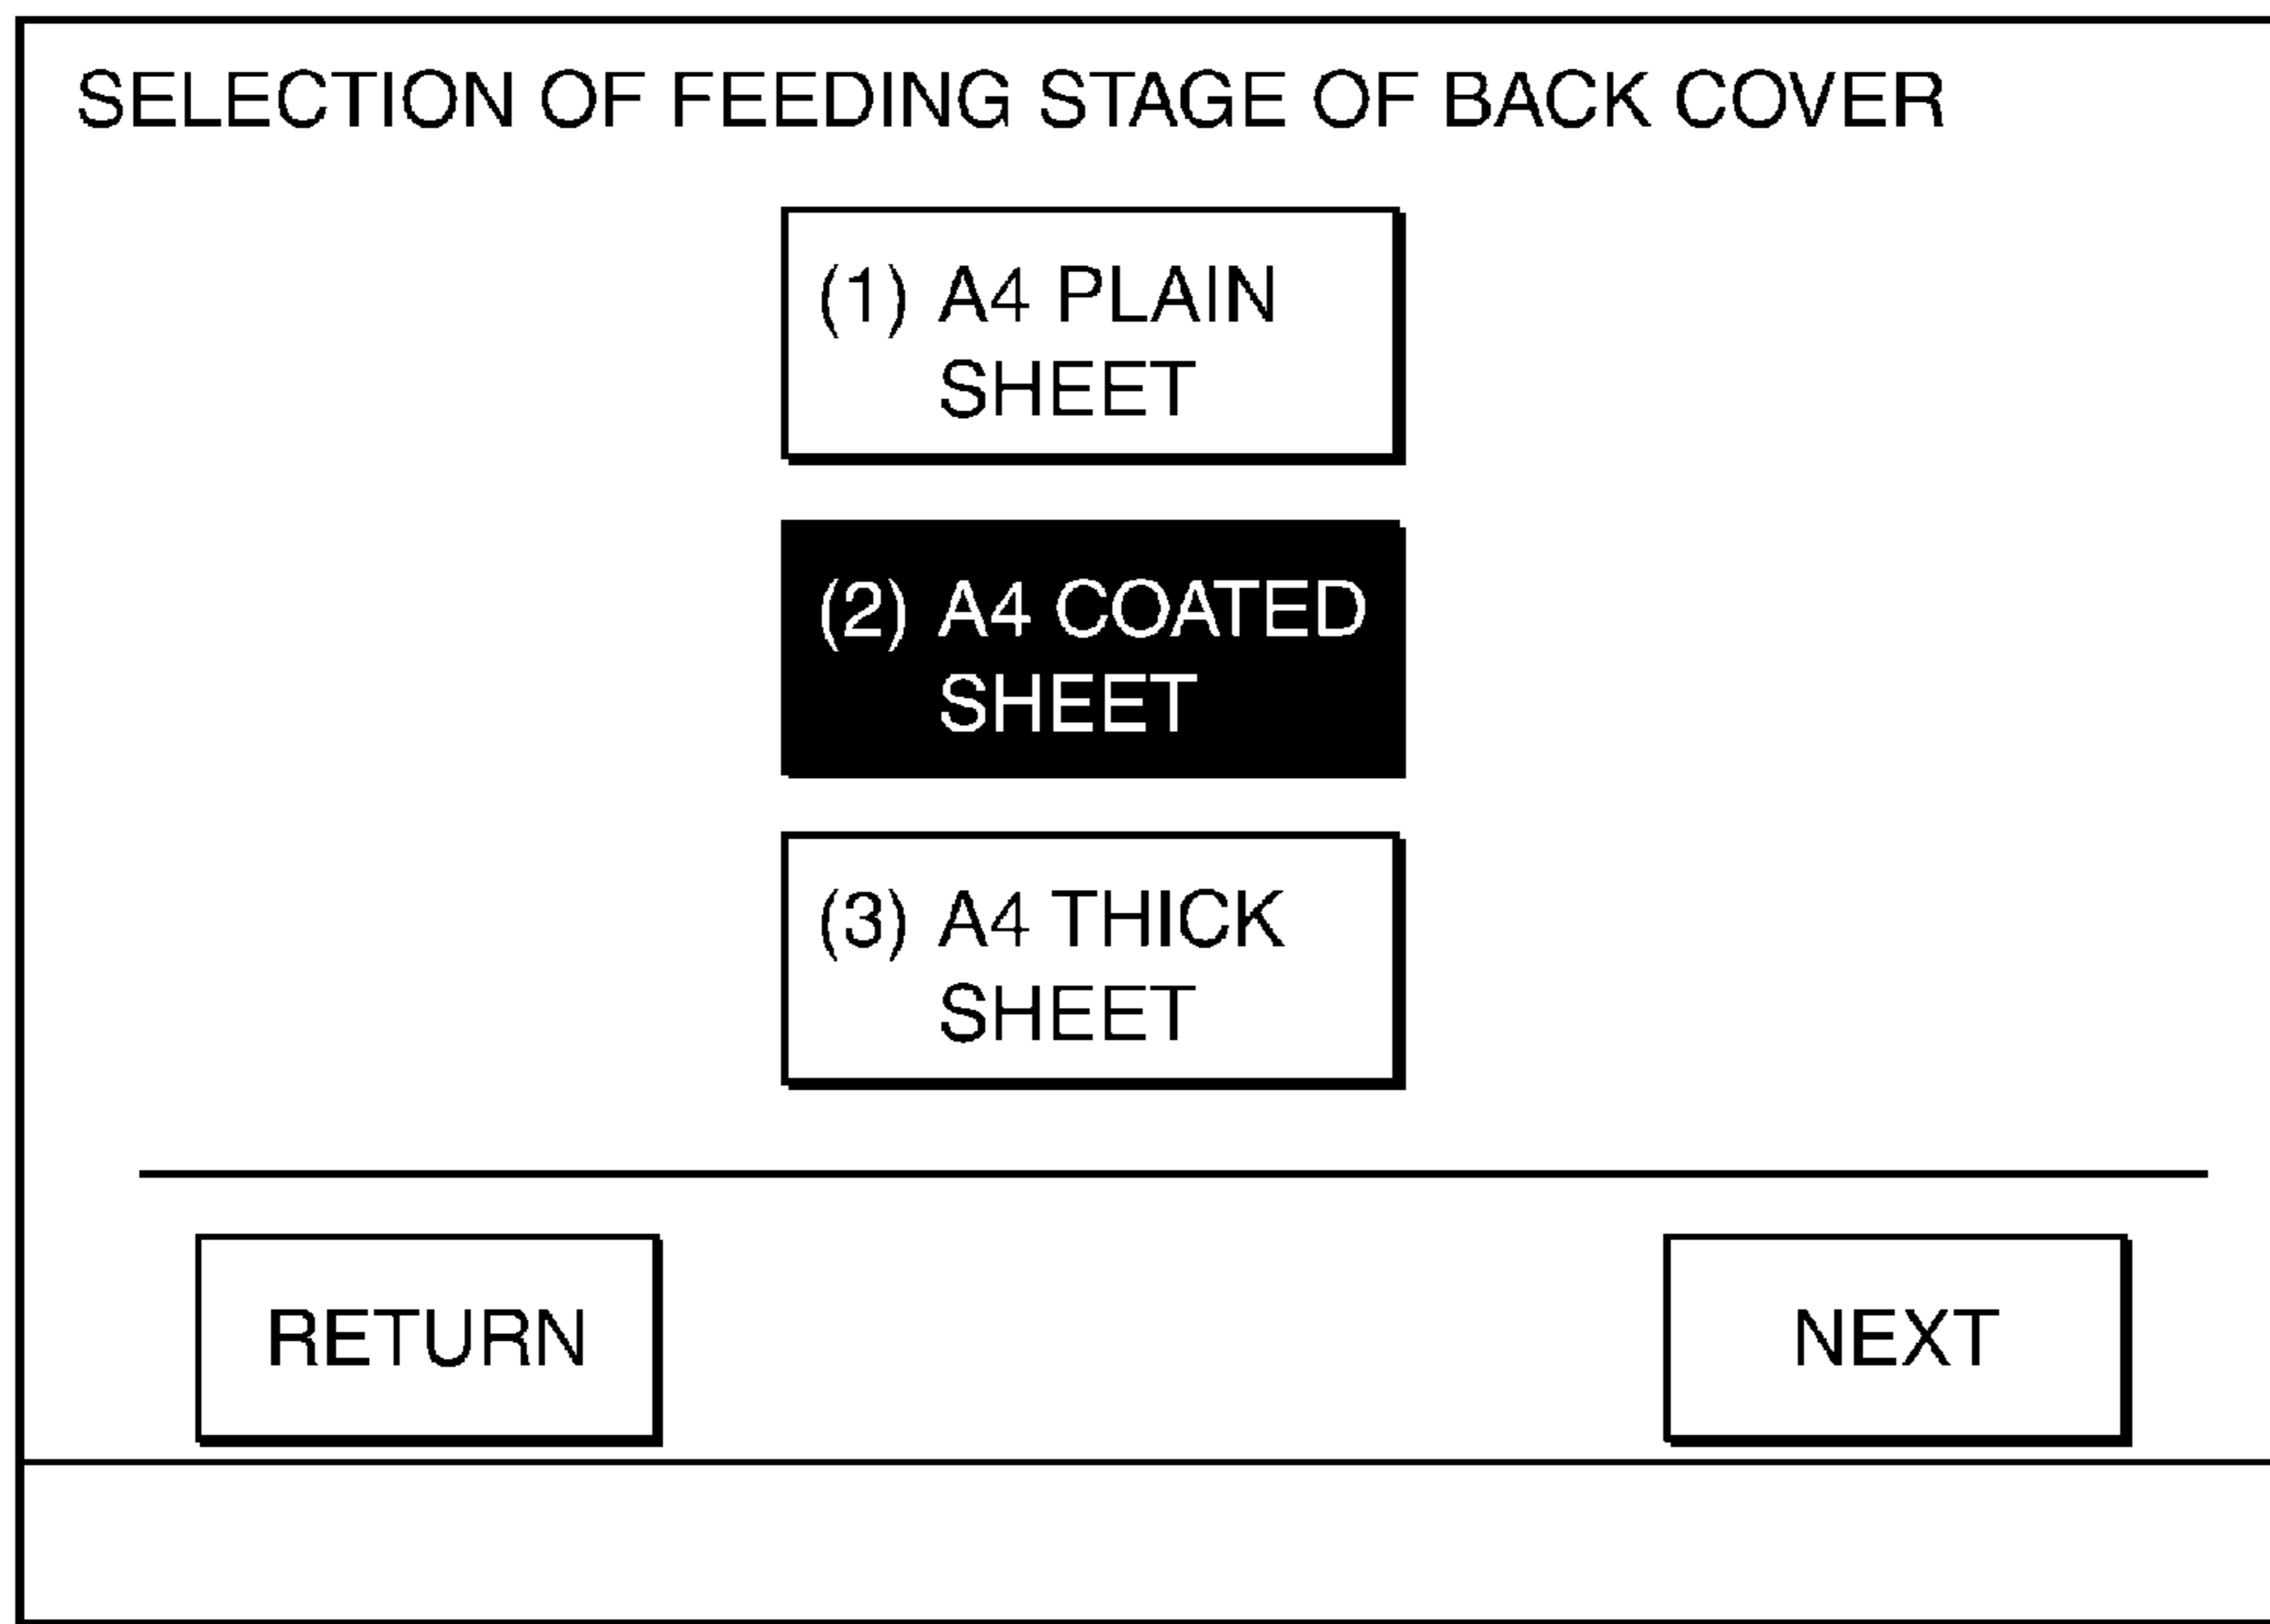 SELECTION OF FEEDING STAGE OF BACK COVER
(1) A4 PLAIN
SHEET
(2) A4 COATED
SHEET
(3) A4 THICK
SHEET
RETURN
NEXT